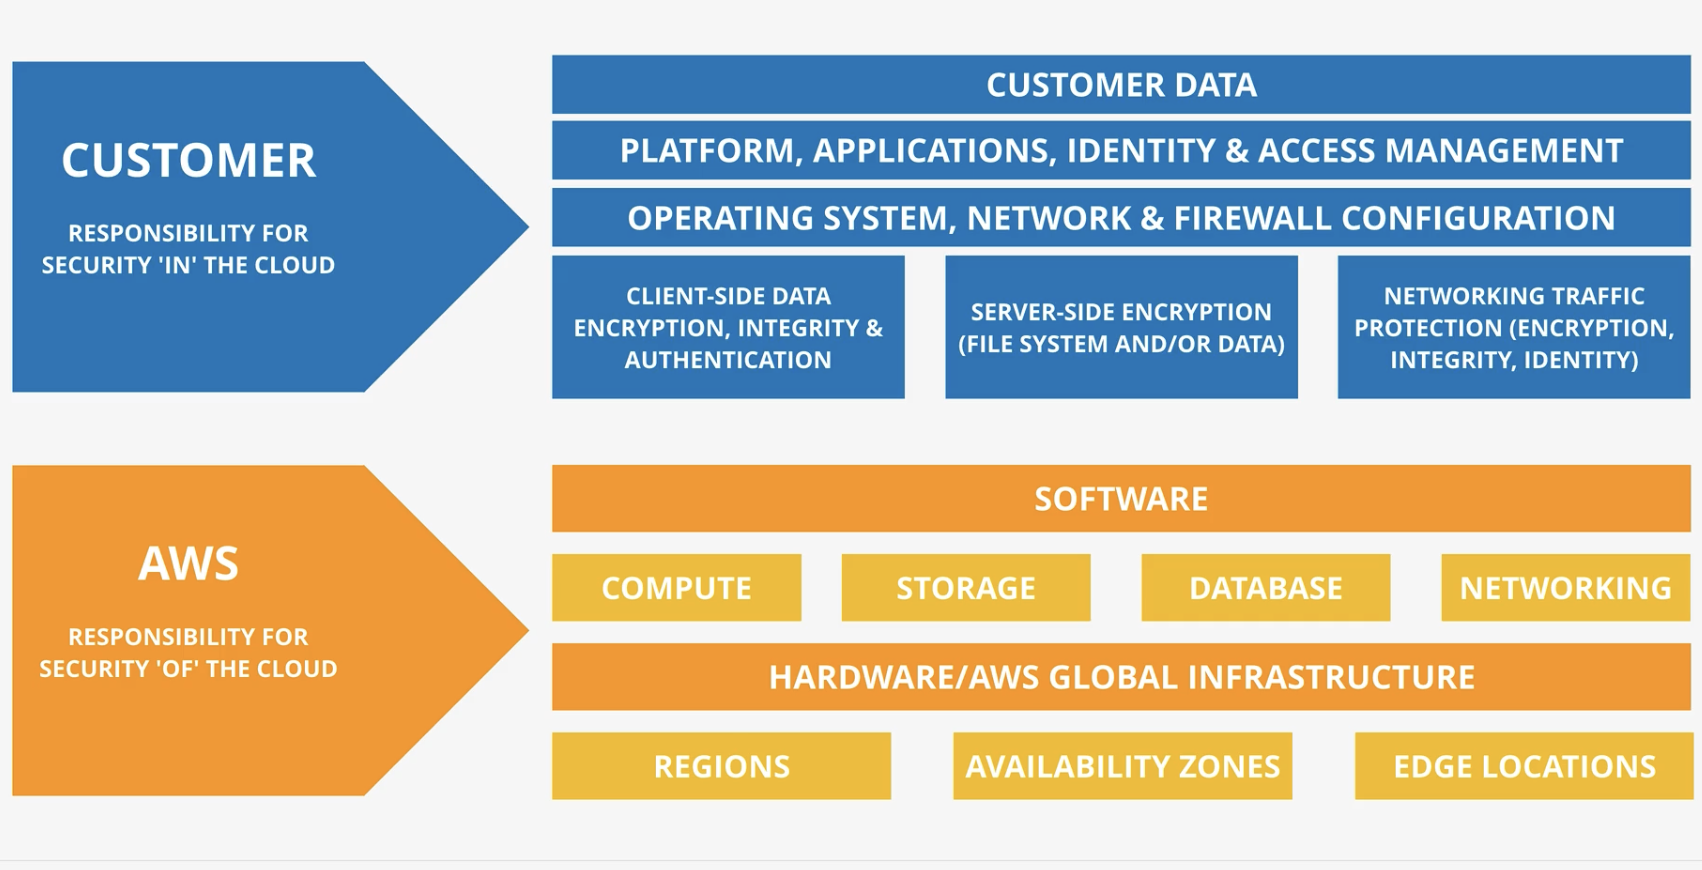 CUSTOMER
RESPONSIBILITY FOR
SECURITY 'IN' THE CLOUD
CUSTOMER DATA
PLATFORM, APPLICATIONS, IDENTITY & ACCESS MANAGEMENT
OPERATING SYSTEM, NETWORK & FIREWALL CONFIGURATION
CLIENT-SIDE DATA
ENCRYPTION, INTEGRITY &
AUTHENTICATION
SERVER-SIDE ENCRYPTION
(FILE SYSTEM AND/OR DATA)
NETWORKING TRAFFIC
PROTECTION (ENCRYPTION,
INTEGRITY, IDENTITY)
AWS
RESPONSIBILITY FOR
SECURITY 'OF' THE CLOUD
SOFTWARE
COMPUTE
STORAGE
DATABASE
NETWORKING
HARDWARE/AWS GLOBAL INFRASTRUCTURE
REGIONS
AVAILABILITY ZONES
EDGE LOCATIONS